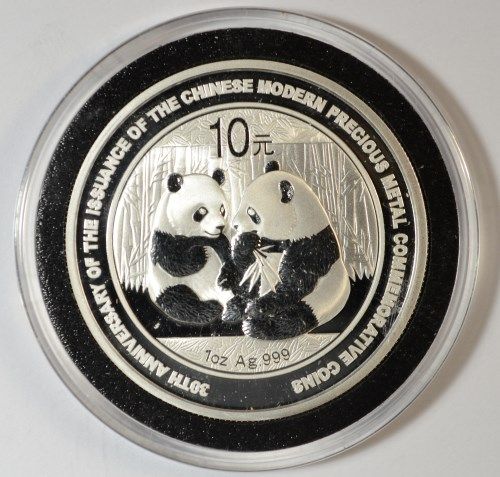 30TH ANNIVERSARY OF THE ISSUANCE OF THE CHINESE MODERN PRECIOUS METAL COMMEMORATIVE COINS
10元
1oz Ag.999